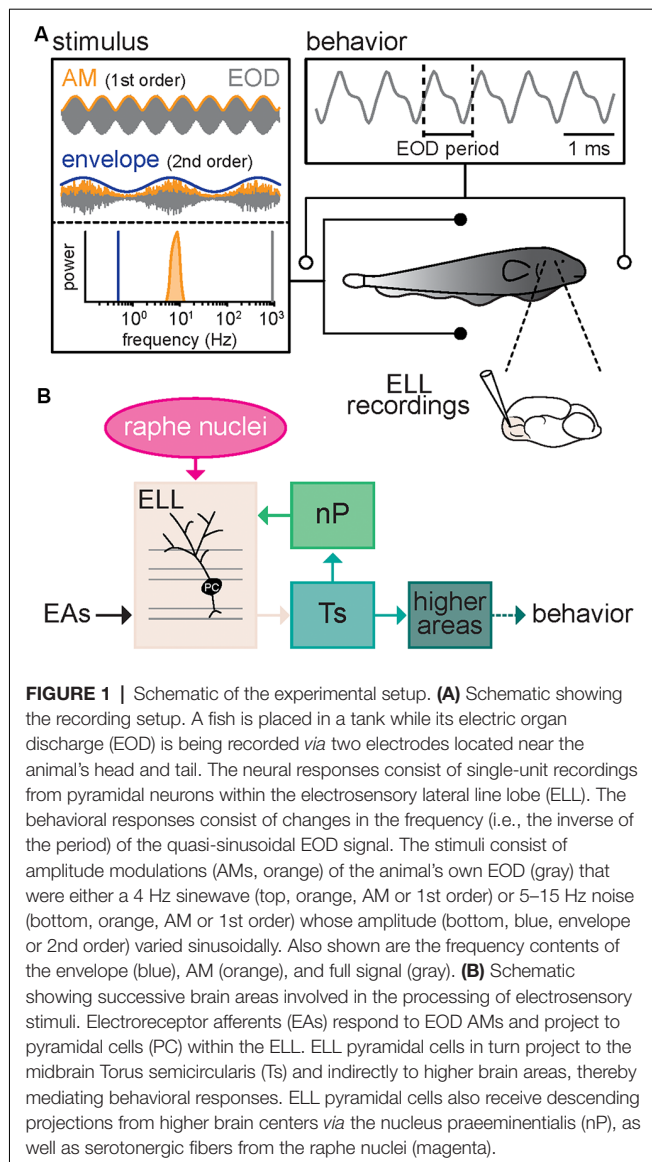 A
stimulus
behavior
AM (1st order) EOD
envelope (2nd order)
EOD period
1 ms
power
10⁰ 10¹ 10² 10³
frequency (Hz)
ELL
recordings
B
raphe nuclei
ELL
nP
PC
EAs
Ts
higher
areas
behavior
FIGURE 1 | Schematic of the experimental setup. (A) Schematic showing
the recording setup. A fish is placed in a tank while its electric organ
discharge (EOD) is being recorded via two electrodes located near the
animal's head and tail. The neural responses consist of single-unit recordings
from pyramidal neurons within the electrosensory lateral line lobe (ELL). The
behavioral responses consist of changes in the frequency (i.e., the inverse of
the period) of the quasi-sinusoidal EOD signal. The stimuli consist of
amplitude modulations (AMs, orange) of the animal's own EOD (gray) that
were either a 4 Hz sinewave (top, orange, AM or 1st order) or 5–15 Hz noise
(bottom, orange, AM or 1st order) whose amplitude (bottom, blue, envelope
or 2nd order) varied sinusoidally. Also shown are the frequency contents of
the envelope (blue), AM (orange), and full signal (gray). (B) Schematic
showing successive brain areas involved in the processing of electrosensory
stimuli. Electroreceptor afferents (EAs) respond to EOD AMs and project to
pyramidal cells (PC) within the ELL. ELL pyramidal cells in turn project to the
midbrain Torus semicircularis (Ts) and indirectly to higher brain areas, thereby
mediating behavioral responses. ELL pyramidal cells also receive descending
projections from higher brain centers via the nucleus praeeminentialis (nP), as
well as serotonergic fibers from the raphe nuclei (magenta).